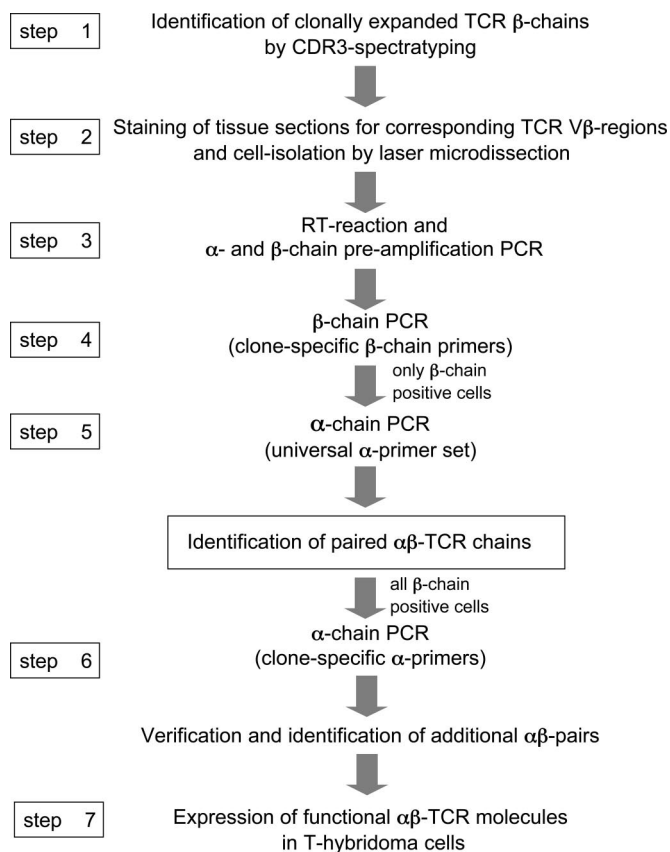 step 1
Identification of clonally expanded TCR β-chains
by CDR3-spectratyping
step 2
Staining of tissue sections for corresponding TCR Vβ-regions
and cell-isolation by laser microdissection
step 3
RT-reaction and
α- and β-chain pre-amplification PCR
step 4
β-chain PCR
(clone-specific β-chain primers)
only β-chain
positive cells
step 5
α-chain PCR
(universal α-primer set)
Identification of paired αβ-TCR chains
all β-chain
positive cells
step 6
α-chain PCR
(clone-specific α-primers)
Verification and identification of additional αβ-pairs
step 7
Expression of functional αβ-TCR molecules
in T-hybridoma cells